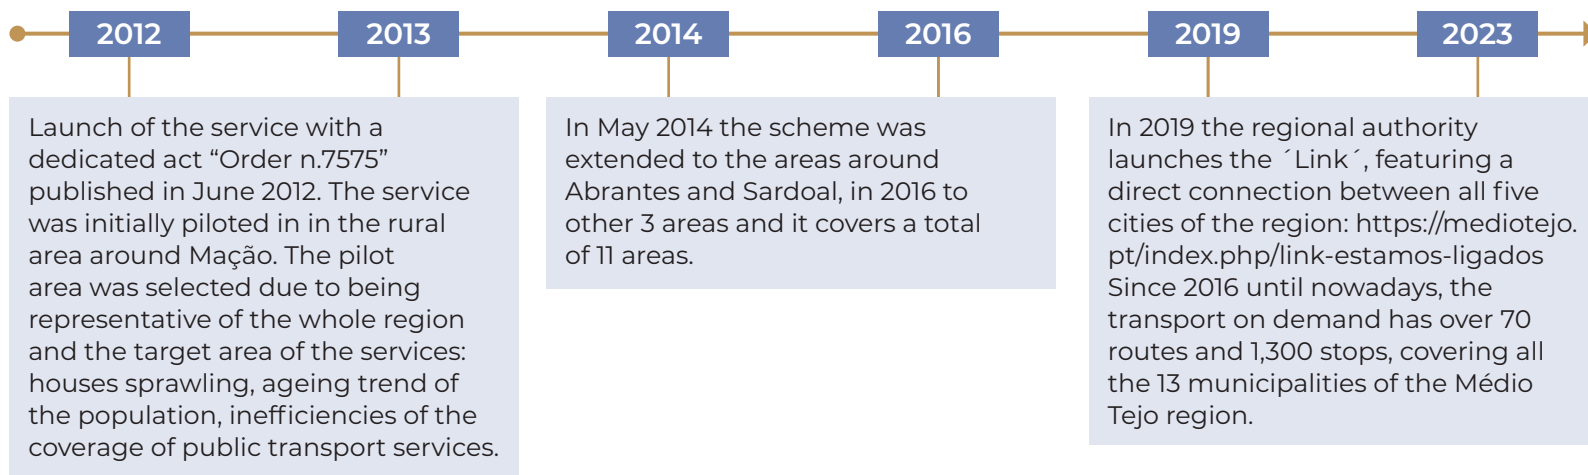 2012
2013
2014
2016
2019
2023
Launch of the service with a
dedicated act “Order n.7575”
published in June 2012. The service
was initially piloted in in the rural
area around Mação. The pilot
area was selected due to being
representative of the whole region
and the target area of the services:
houses sprawling, ageing trend of
the population, inefficiencies of the
coverage of public transport services.
In May 2014 the scheme was
extended to the areas around
Abrantes and Sardoal, in 2016 to
other 3 areas and it covers a total
of 11 areas.
In 2019 the regional authority
launches the ´Link´, featuring a
direct connection between all five
cities of the region: https://mediotejo.
pt/index.php/link-estamos-ligados
Since 2016 until nowadays, the
transport on demand has over 70
routes and 1,300 stops, covering all
the 13 municipalities of the Médio
Tejo region.